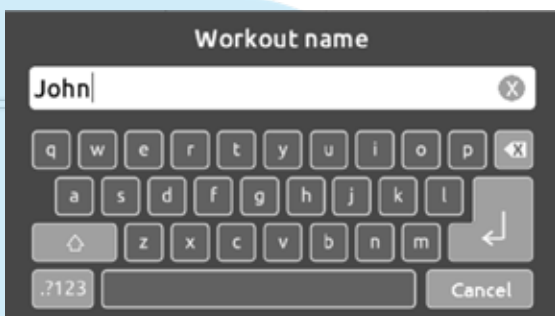 Workout name
John
q w e r t y u i o p
a s d f g h j k l
z x c v b n m
.?123 Cancel